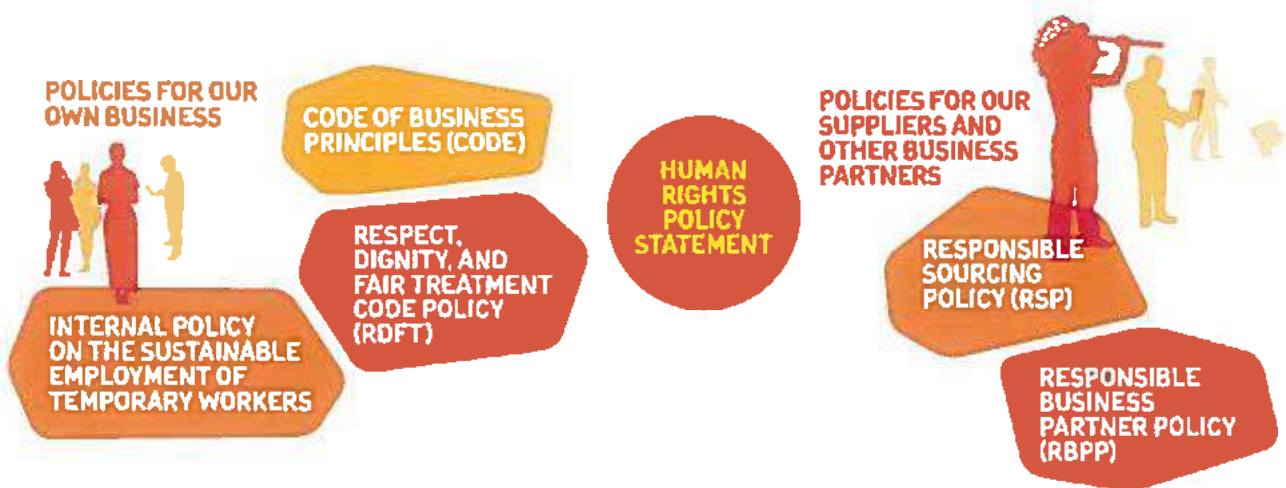 POLICIES FOR OUR
OWN BUSINESS
CODE OF BUSINESS
PRINCIPLES (CODE)
RESPECT,
DIGNITY, AND
FAIR TREATMENT
CODE POLICY
(RDFT)
INTERNAL POLICY
ON THE SUSTAINABLE
EMPLOYMENT OF
TEMPORARY WORKERS
HUMAN
RIGHTS
POLICY
STATEMENT
POLICIES FOR OUR
SUPPLIERS AND
OTHER BUSINESS
PARTNERS
RESPONSIBLE
SOURCING
POLICY (RSP)
RESPONSIBLE
BUSINESS
PARTNER POLICY
(RBPP)